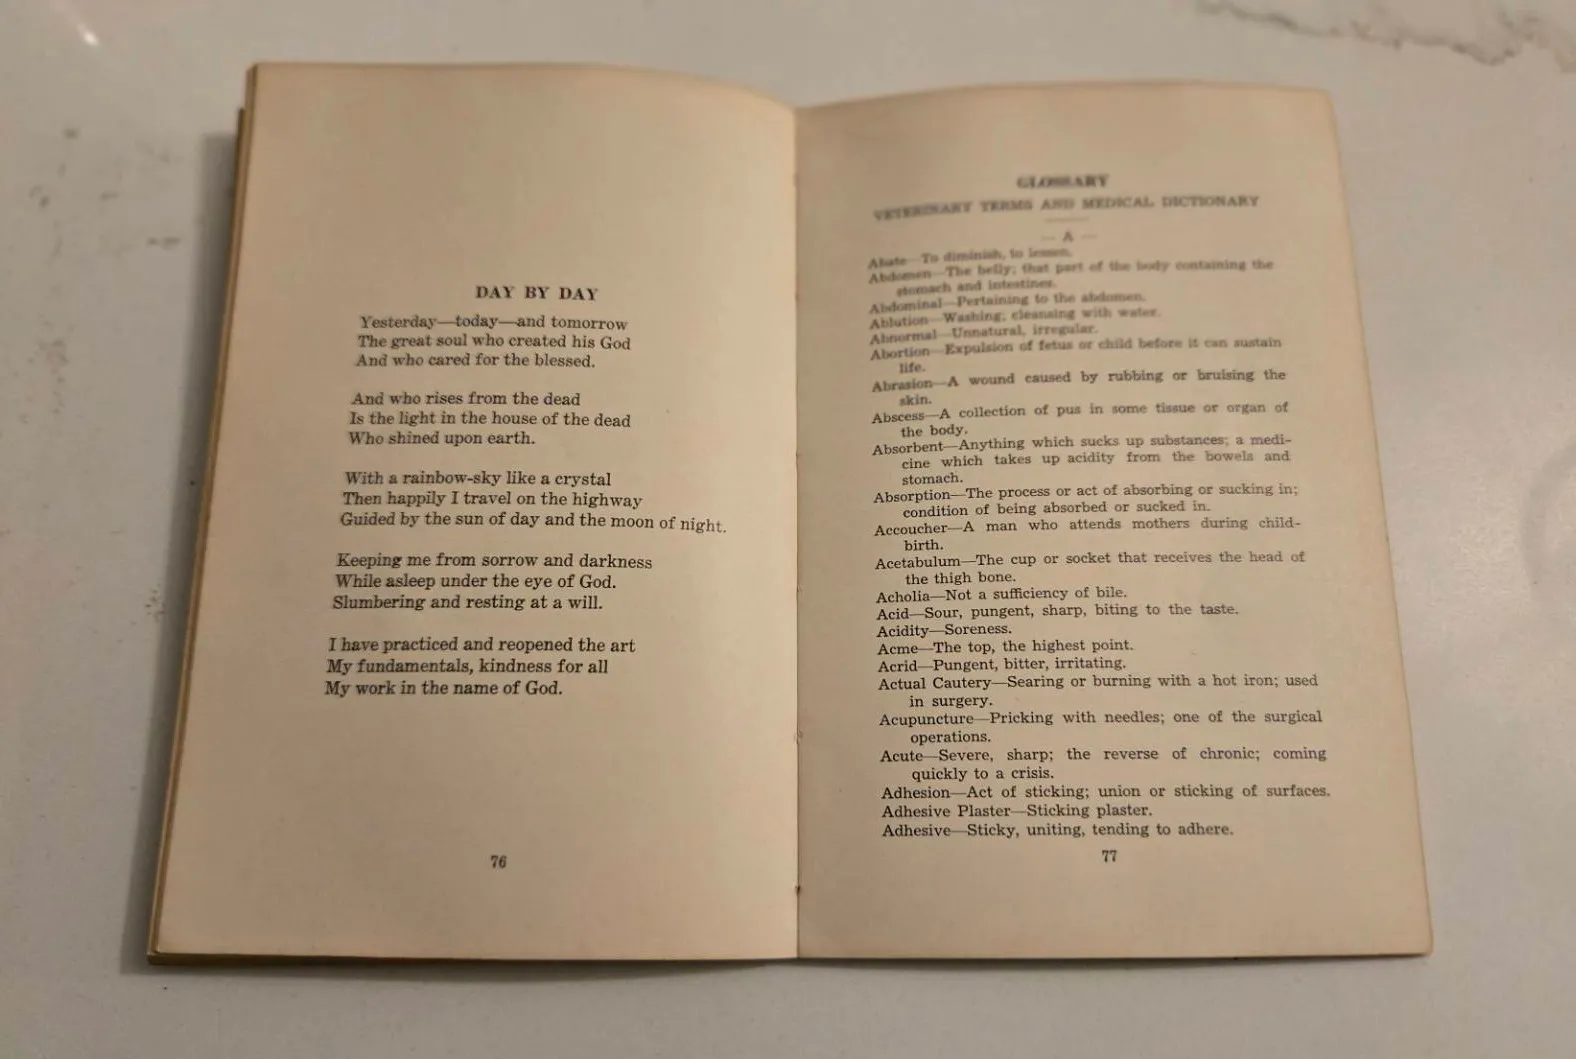 DAY BY DAY
Yesterday—today—and tomorrow
The great soul who created his God
And who cared for the blessed.
And who rises from the dead
Is the light in the house of the dead
Who shined upon earth.
With a rainbow-sky like a crystal
Then happily I travel on the highway
Guided by the sun of day and the moon of night.
Keeping me from sorrow and darkness
While asleep under the eye of God.
Slumbering and resting at a will.
I have practiced and reopened the art
My fundamentals, kindness for all
My work in the name of God.
76
GLOSSARY
VETERINARY TERMS AND MEDICAL DICTIONARY
— A —
Abate—To diminish, to lessen.
Abdomen—The belly; that part of the body containing the
stomach and intestines.
Abdominal—Pertaining to the abdomen.
Ablution—Washing; cleansing with water.
Abnormal—Unnatural, irregular.
Abortion—Expulsion of fetus or child before it can sustain
life.
Abrasion—A wound caused by rubbing or bruising the
skin.
Abscess—A collection of pus in some tissue or organ of
the body.
Absorbent—Anything which sucks up substances; a medi-
cine which takes up acidity from the bowels and
stomach.
Absorption—The process or act of absorbing or sucking in;
condition of being absorbed or sucked in.
Accoucher—A man who attends mothers during child-
birth.
Acetabulum—The cup or socket that receives the head of
the thigh bone.
Acholia—Not a sufficiency of bile.
Acid—Sour, pungent, sharp, biting to the taste.
Acidity—Soreness.
Acme—The top, the highest point.
Acrid—Pungent, bitter, irritating.
Actual Cautery—Searing or burning with a hot iron; used
in surgery.
Acupuncture—Pricking with needles; one of the surgical
operations.
Acute—Severe, sharp; the reverse of chronic; coming
quickly to a crisis.
Adhesion—Act of sticking; union or sticking of surfaces.
Adhesive Plaster—Sticking plaster.
Adhesive—Sticky, uniting, tending to adhere.
77